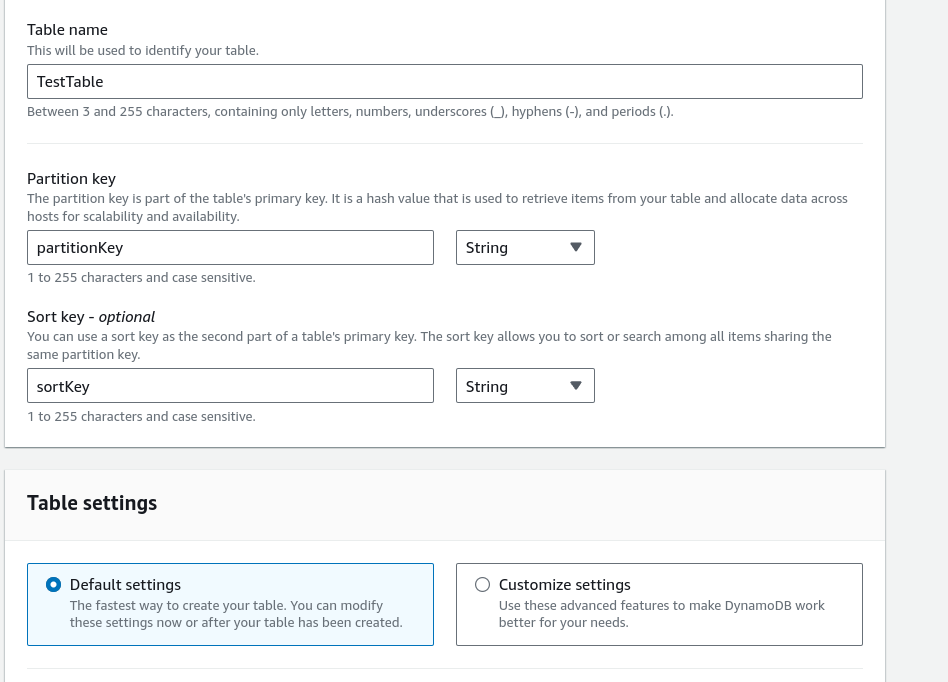 Table name
This will be used to identify your table.
TestTable
Between 3 and 255 characters, containing only letters, numbers, underscores (_), hyphens (-), and periods (.).
Partition key
The partition key is part of the table's primary key. It is a hash value that is used to retrieve items from your table and allocate data across
hosts for scalability and availability.
partitionKey
String
1 to 255 characters and case sensitive.
Sort key - optional
You can use a sort key as the second part of a table's primary key. The sort key allows you to sort or search among all items sharing the
same partition key.
sortKey
String
1 to 255 characters and case sensitive.
Table settings
Default settings
The fastest way to create your table. You can modify
these settings now or after your table has been created.
Customize settings
Use these advanced features to make DynamoDB work
better for your needs.